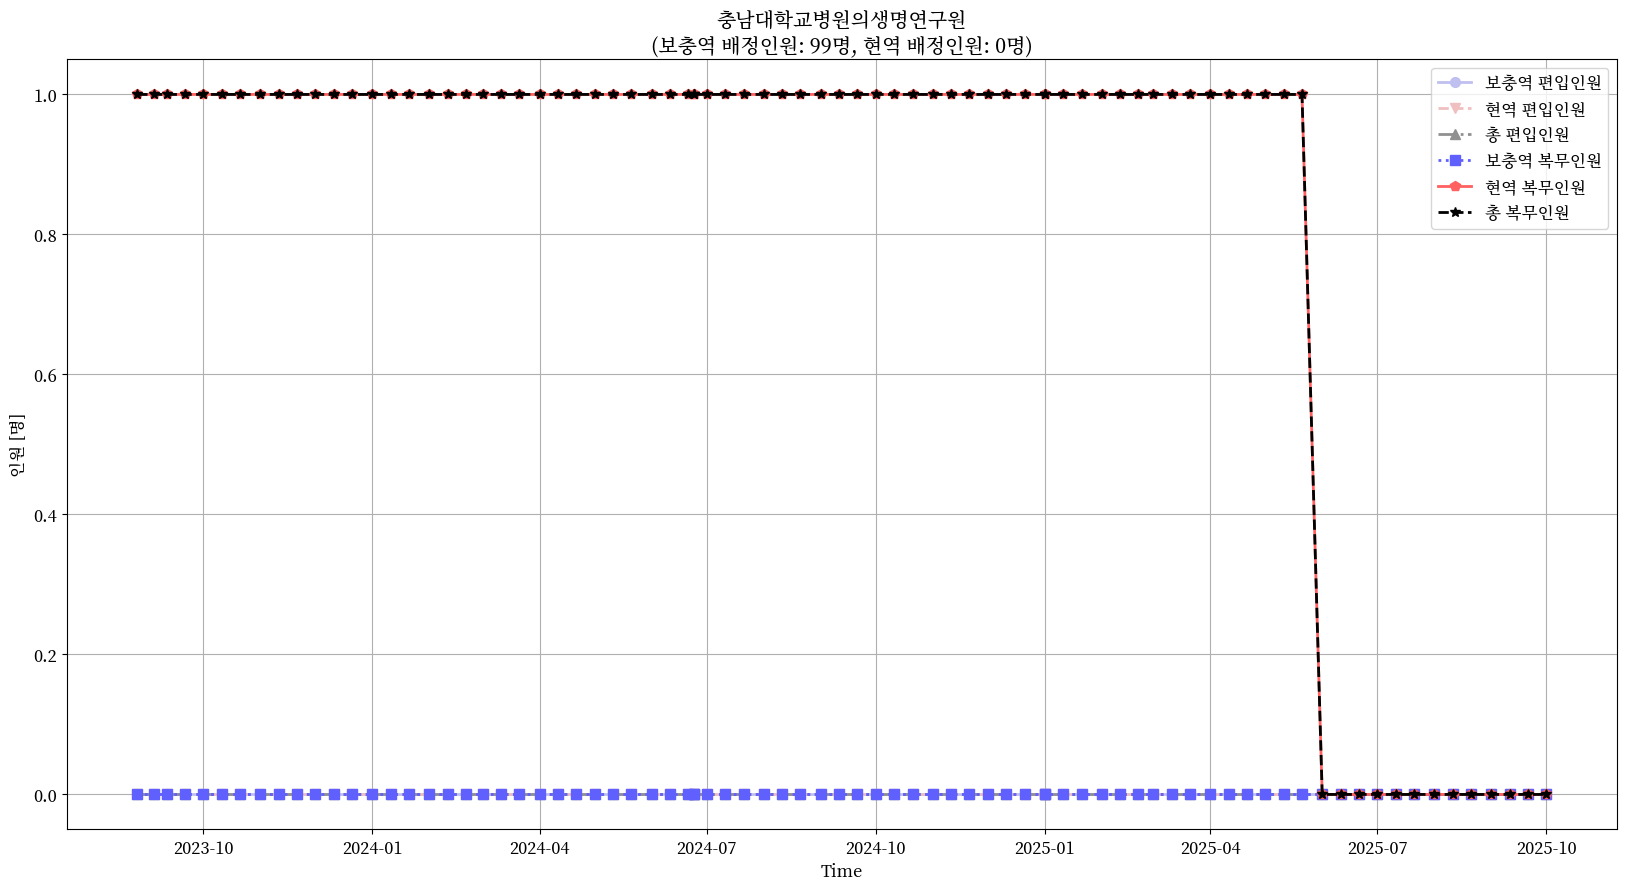 충남대학교병원의생명연구원
(보충역 배정인원: 99명, 현역 배정인원: 0명)
1.0
0.8
0.6
0.4
0.2
0.0
인원 [명]
보충역 편입인원
현역 편입인원
총 편입인원
보충역 복무인원
현역 복무인원
총 복무인원
2023-10
2024-01
2024-04
2024-07
2024-10
2025-01
2025-04
2025-07
2025-10
Time